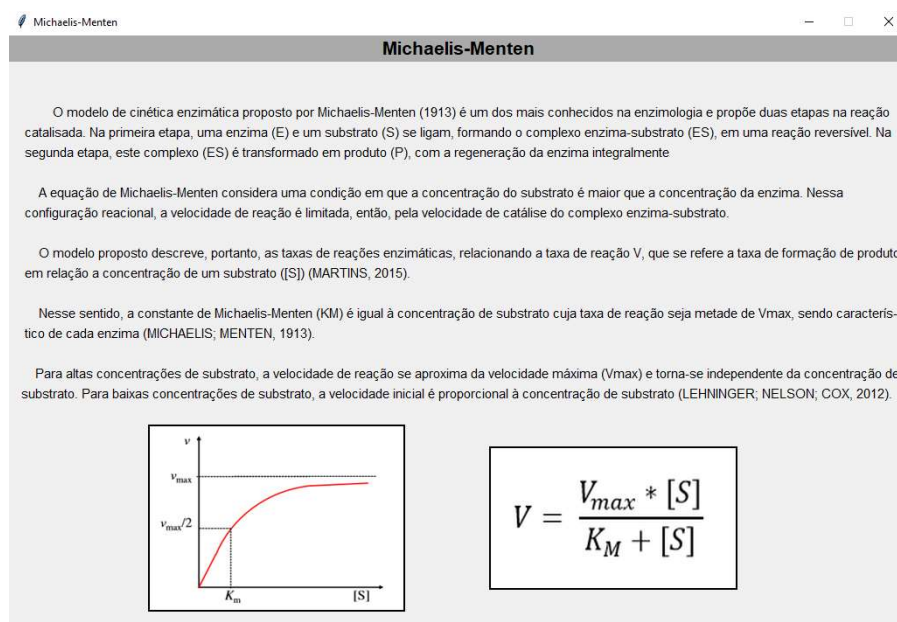 Michaelis-Menten
Michaelis-Menten
O modelo de cinética enzimática proposto por Michaelis-Menten (1913) é um dos mais conhecidos na enzimologia e propõe duas etapas na reação
catalisada. Na primeira etapa, uma enzima (E) e um substrato (S) se ligam, formando o complexo enzima-substrato (ES), em uma reação reversível. Na
segunda etapa, este complexo (ES) é transformado em produto (P), com a regeneração da enzima integralmente
A equação de Michaelis-Menten considera uma condição em que a concentração do substrato é maior que a concentração da enzima. Nessa
configuração reacional, a velocidade de reação é limitada, então, pela velocidade de catálise do complexo enzima-substrato.
O modelo proposto descreve, portanto, as taxas de reações enzimáticas, relacionando a taxa de reação V, que se refere a taxa de formação de produto
em relação a concentração de um substrato ([S]) (MARTINS, 2015).
Nesse sentido, a constante de Michaelis-Menten (KM) é igual à concentração de substrato cuja taxa de reação seja metade de Vmax, sendo caracterís-
tico de cada enzima (MICHAELIS; MENTEN, 1913).
Para altas concentrações de substrato, a velocidade de reação se aproxima da velocidade máxima (Vmax) e torna-se independente da concentração de
substrato. Para baixas concentrações de substrato, a velocidade inicial é proporcional à concentração de substrato (LEHNINGER; NELSON; COX, 2012).
v
vmax
vmax/2
Km [S]
V = Vmax * [S] / KM + [S]